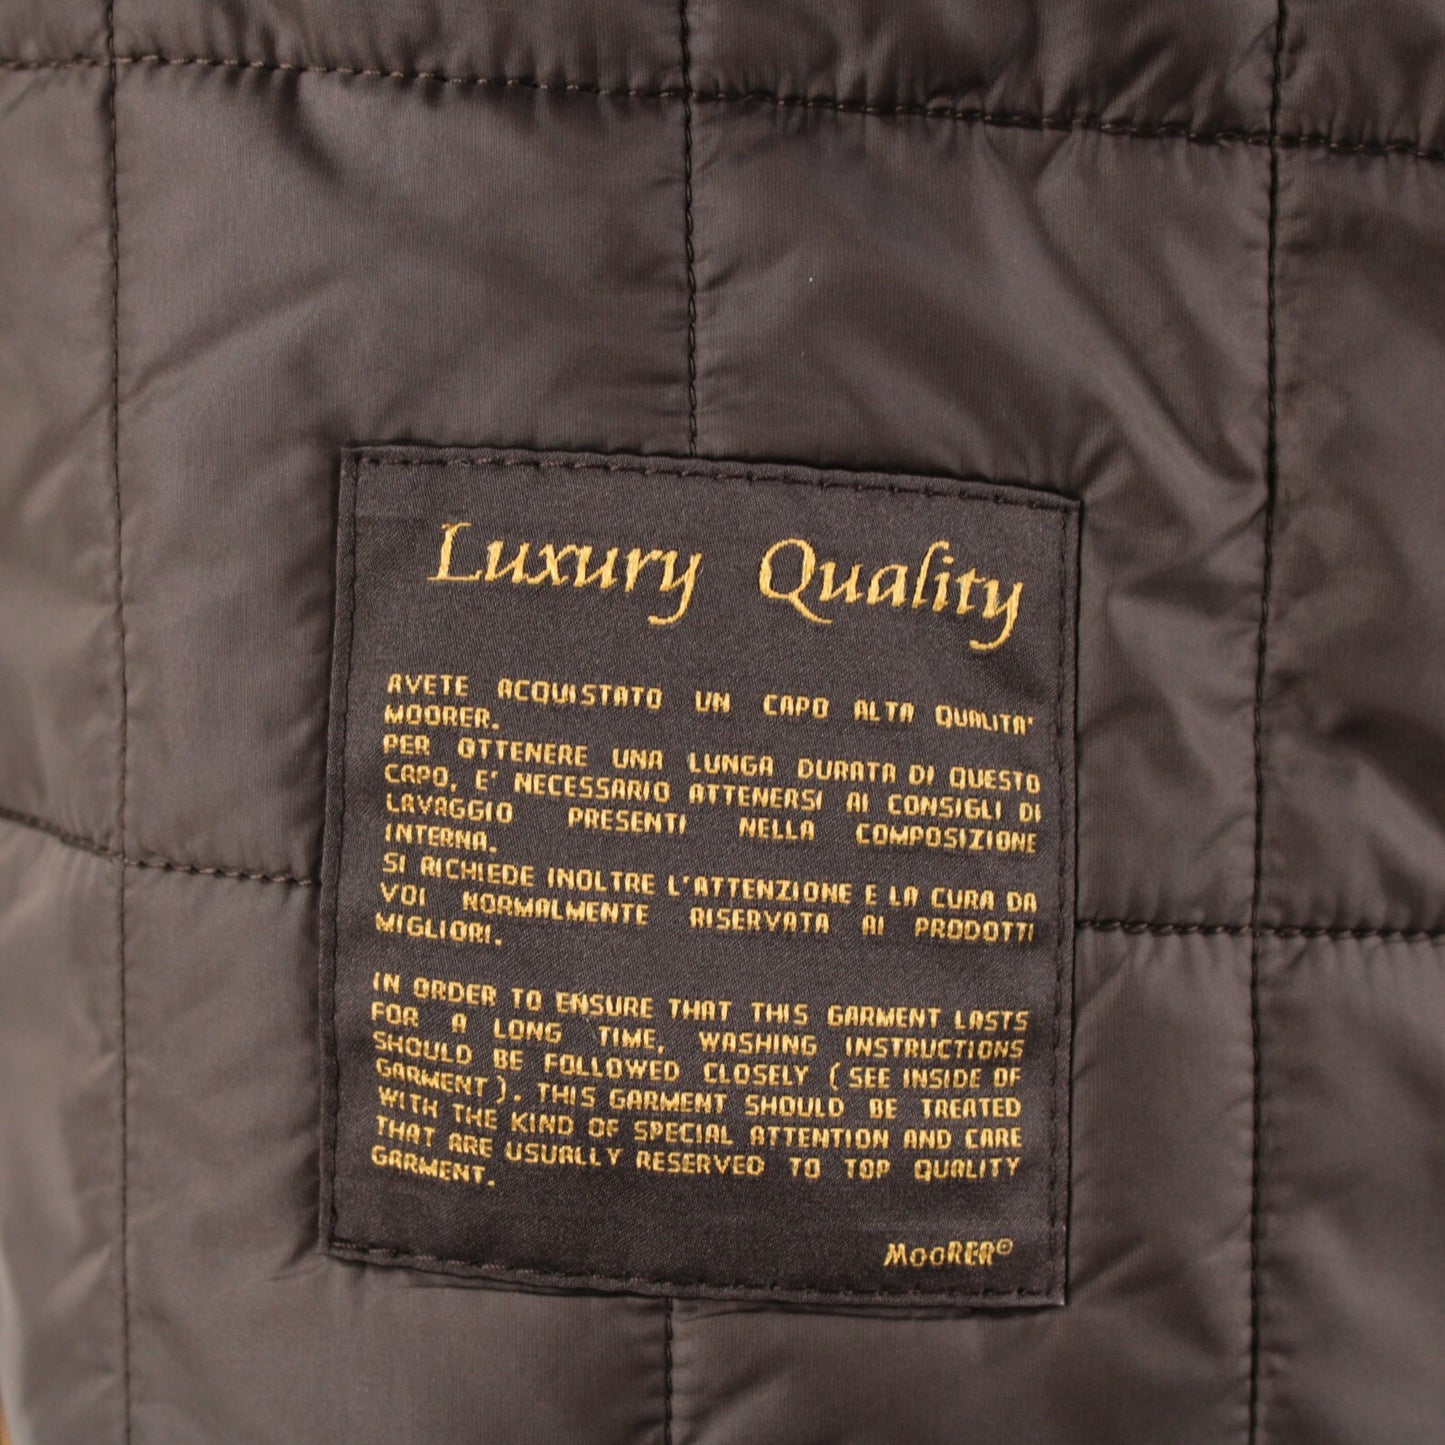 Luxury Quality
AVETE ACQUISTATO UN CAPO ALTA QUALITA'
MOORER.
PER OTTENERE UNA LUNGA DURATA DI QUESTO
CAPO, E' NECESSARIO ATTENERSI AI CONSIGLI DI
LAVAGGIO PRESENTI NELLA COMPOSIZIONE
INTERNA.
SI RICHIEDE INOLTRE L'ATTENZIONE E LA CURA DA
VOI NORMALMENTE RISERVATA AI PRODOTTI
MIGLIORI.
IN ORDER TO ENSURE THAT THIS GARMENT LASTS
FOR A LONG TIME, WASHING INSTRUCTIONS
SHOULD BE FOLLOWED CLOSELY (SEE INSIDE OF
GARMENT). THIS GARMENT SHOULD BE TREATED
WITH THE KIND OF SPECIAL ATTENTION AND CARE
THAT ARE USUALLY RESERVED TO TOP QUALITY
GARMENT.
MooRER©